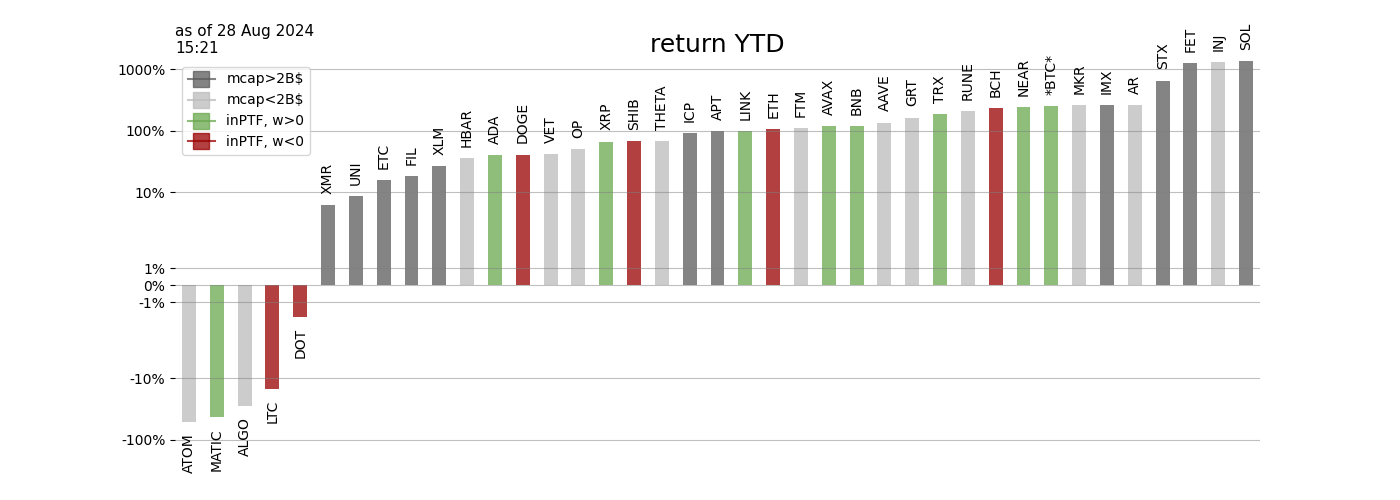 as of 28 Aug 2024
15:21
return YTD
mcap>2B$
mcap<2B$
inPTF, w>0
inPTF, w<0
1000%
100%
10%
1%
0%
-1%
-10%
-100%
ATOM
MATIC
ALGO
LTC
DOT
XMR
UNI
ETC
FIL
XLM
HBAR
ADA
DOGE
VET
OP
XRP
SHIB
THETA
ICP
APT
LINK
ETH
FTM
AVAX
BNB
AAVE
GRT
TRX
RUNE
BCH
NEAR
*BTC*
MKR
IMX
AR
STX
FET
INJ
SOL